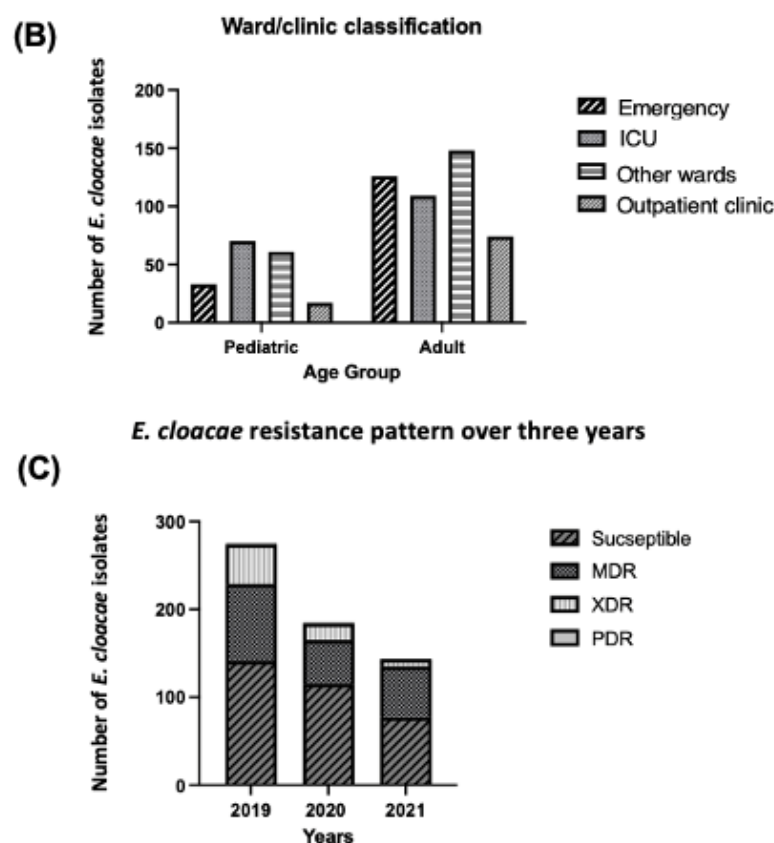 (B)
Ward/clinic classification
Number of E. cloacae isolates
200
150
100
50
0
Pediatric
Adult
Age Group
Emergency
ICU
Other wards
Outpatient clinic
E. cloacae resistance pattern over three years
(C)
Number of E. cloacae isolates
300
200
100
0
2019
2020
2021
Years
Sucseptible
MDR
XDR
PDR